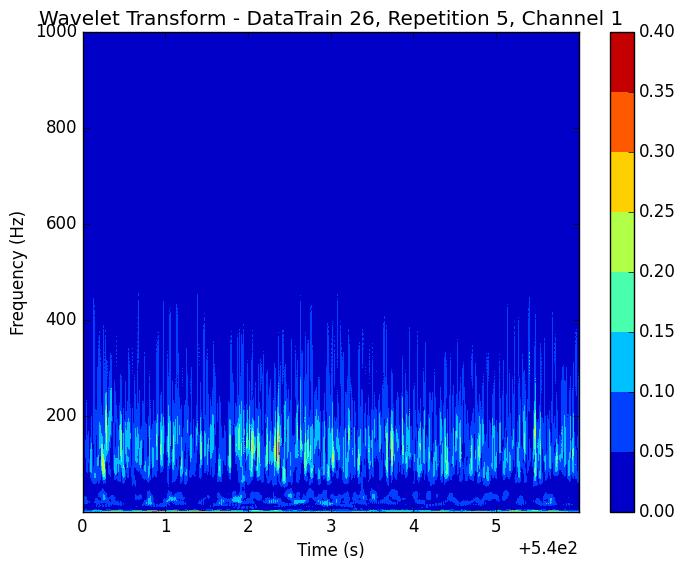 Wavelet Transform - DataTrain 26, Repetition 5, Channel 1
1000
800
600
400
200
Frequency (Hz)
0 1 2 3 4 5
+5.4e2
Time (s)
0.40
0.35
0.30
0.25
0.20
0.15
0.10
0.05
0.00